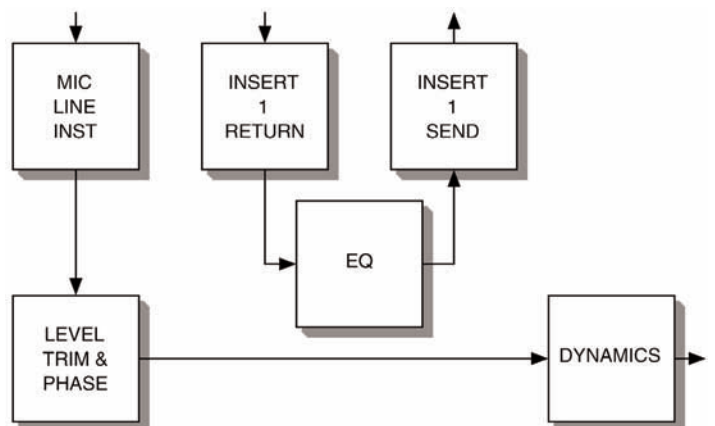 MIC
LINE
INST
INSERT
1
RETURN
INSERT
1
SEND
EQ
LEVEL
TRIM &
PHASE
DYNAMICS